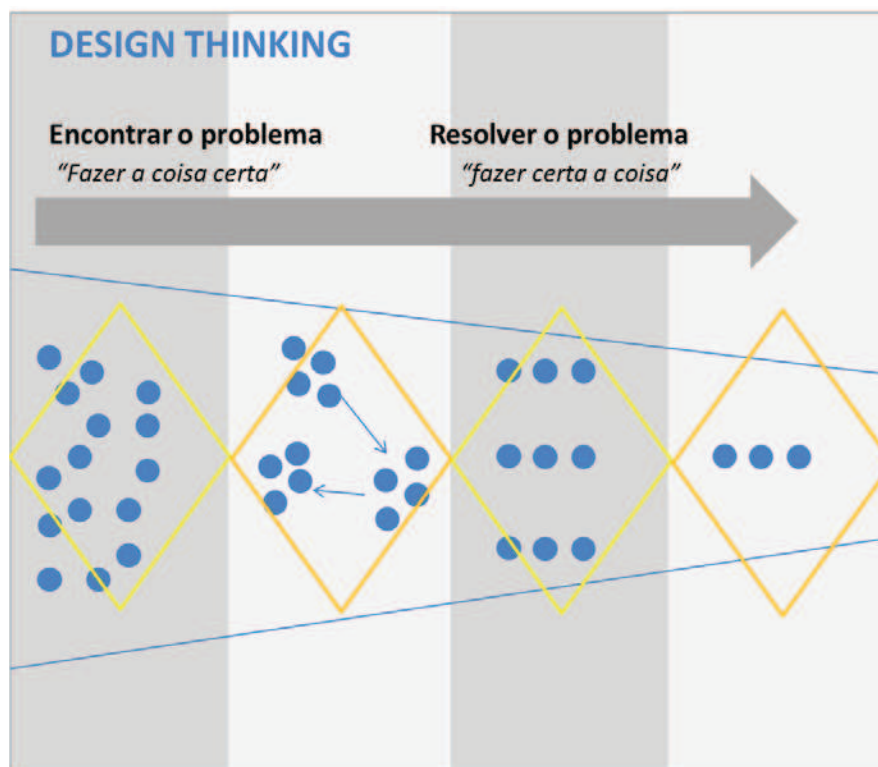 DESIGN THINKING
Encontrar o problema
“Fazer a coisa certa”
Resolver o problema
“fazer certa a coisa”